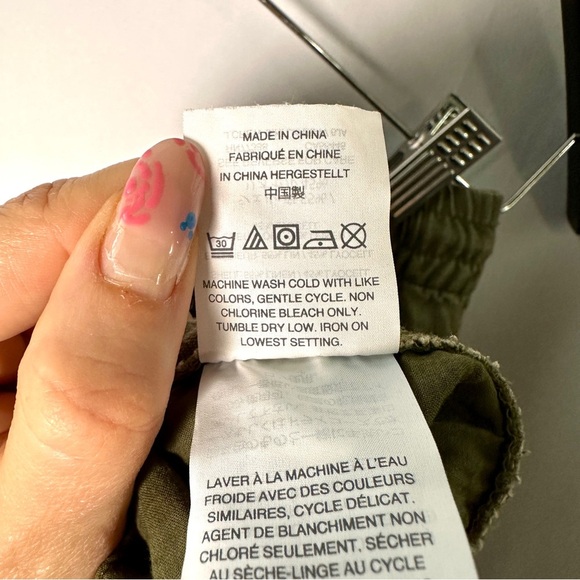 MADE IN CHINA
FABRIQUÉ EN CHINE
IN CHINA HERGESTELLT
中国製
30
MACHINE WASH COLD WITH LIKE
COLORS, GENTLE CYCLE. NON
CHLORINE BLEACH ONLY.
TUMBLE DRY LOW. IRON ON
LOWEST SETTING.
LAVER À LA MACHINE À L'EAU
FROIDE AVEC DES COULEURS
SIMILAIRES, CYCLE DÉLICAT.
AGENT DE BLANCHIMENT NON
CHLORÉ SEULEMENT. SÉCHER
AU SÈCHE-LINGE AU CYCLE